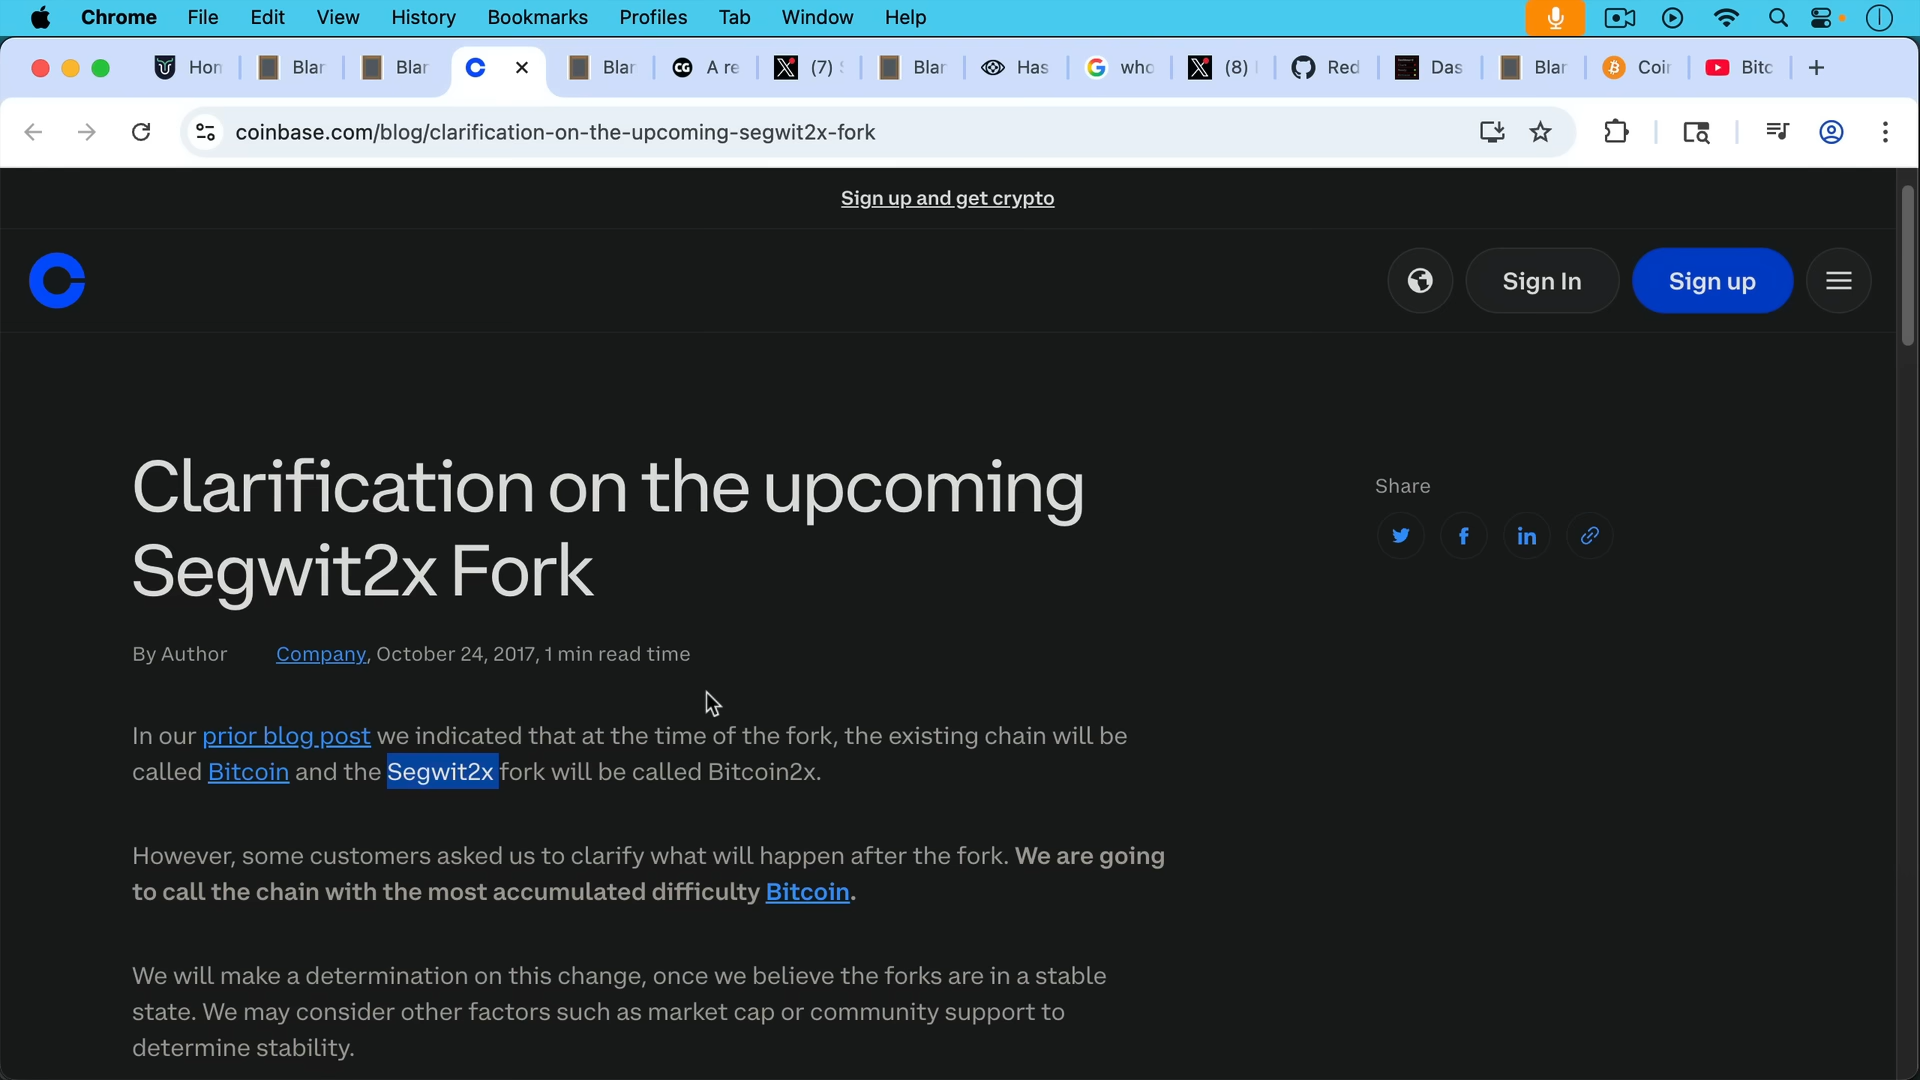 Chrome File Edit View History Bookmarks Profiles Tab Window Help
Hon Blar Blar Blar A re (7) Blar Has who (8) Red Das Blar Coin Bitc
coinbase.com/blog/clarification-on-the-upcoming-segwit2x-fork
Sign up and get crypto
Sign In Sign up
Clarification on the upcoming
Segwit2x Fork
Share
By Author Company, October 24, 2017, 1 min read time
In our prior blog post we indicated that at the time of the fork, the existing chain will be
called Bitcoin and the Segwit2x fork will be called Bitcoin2x.
However, some customers asked us to clarify what will happen after the fork. We are going
to call the chain with the most accumulated difficulty Bitcoin.
We will make a determination on this change, once we believe the forks are in a stable
state. We may consider other factors such as market cap or community support to
determine stability.